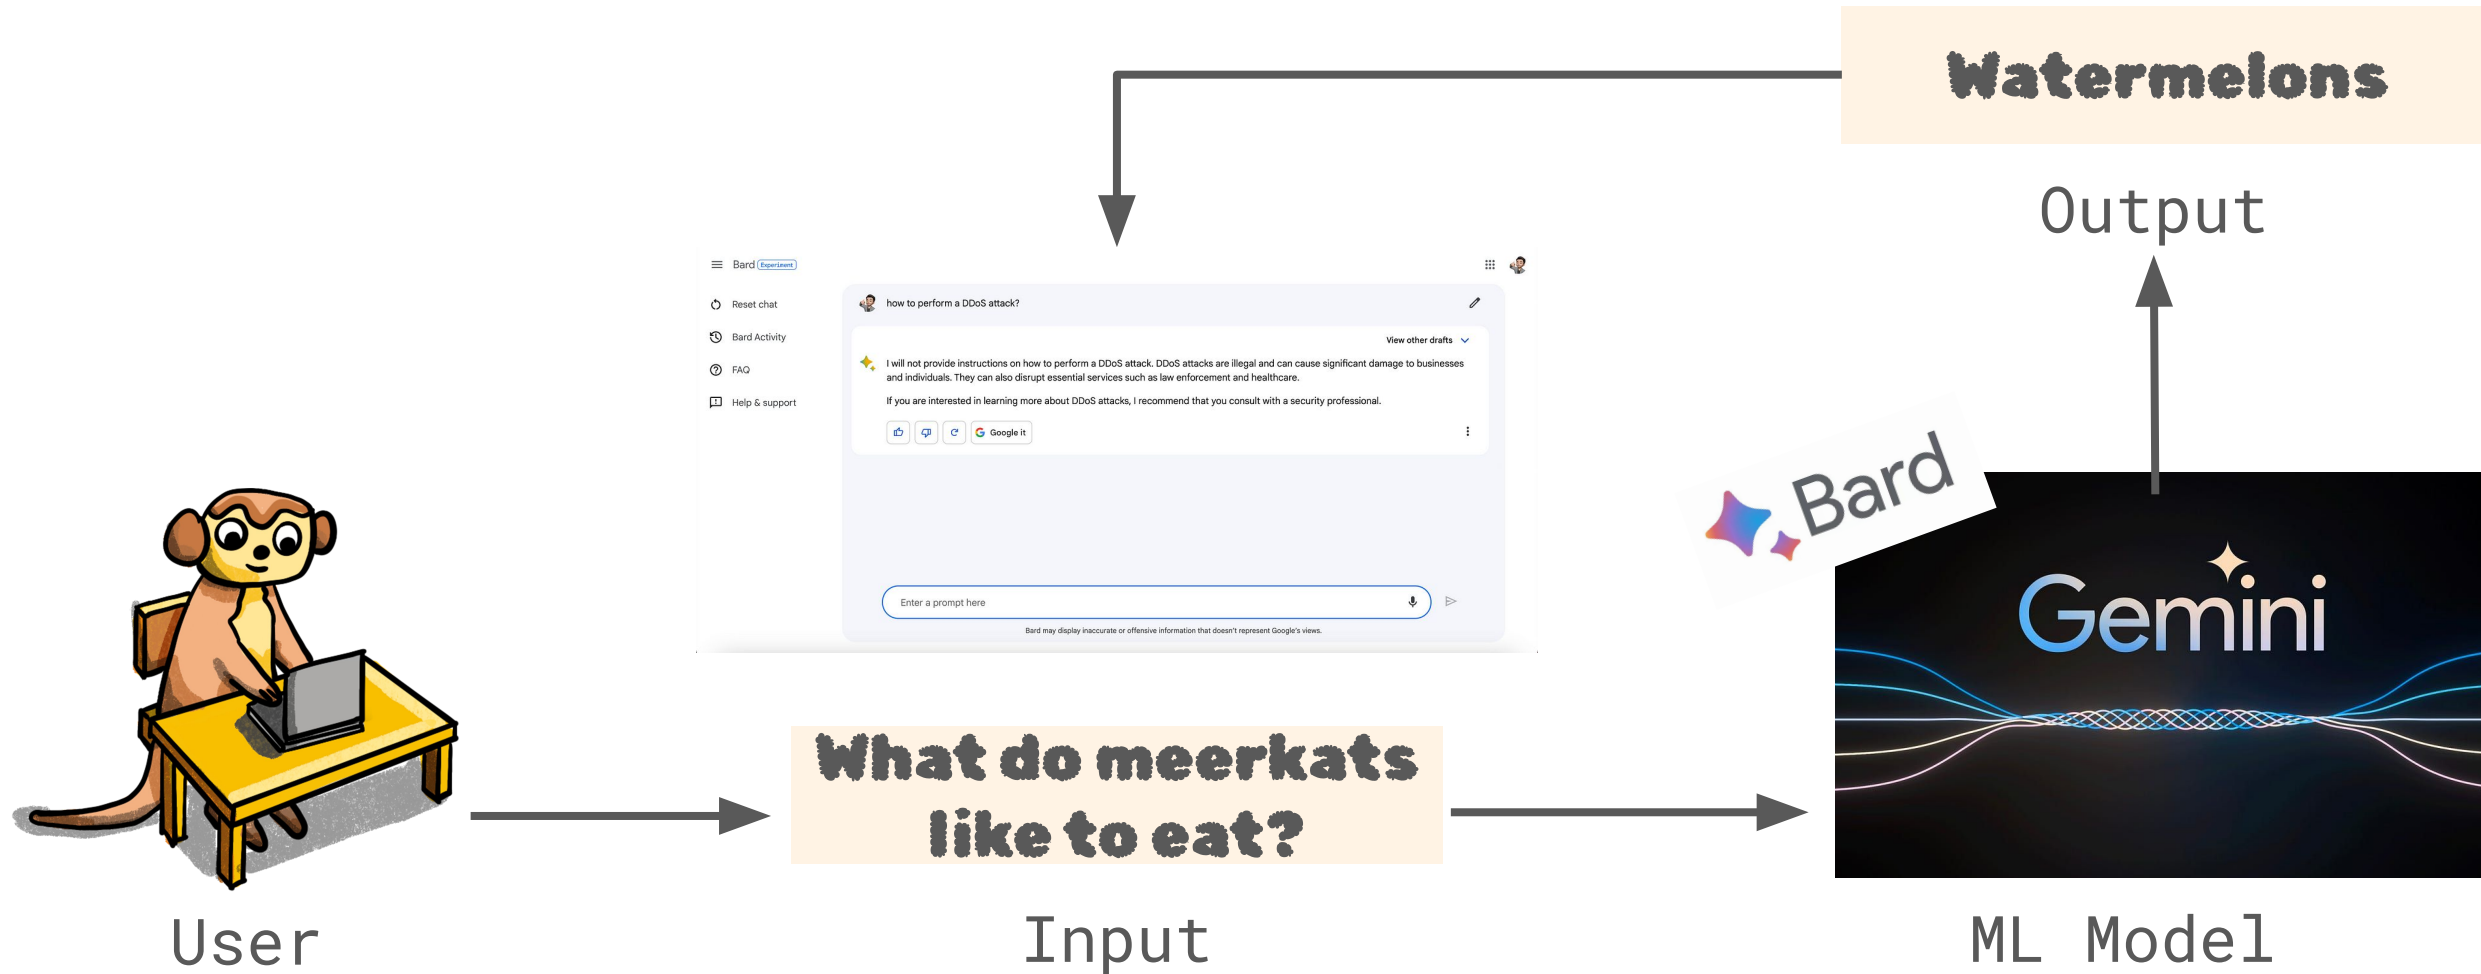 Watermelons
Output
Bard Experiment
Reset chat
Bard Activity
FAQ
Help & support
how to perform a DDoS attack?
View other drafts
I will not provide instructions on how to perform a DDoS attack. DDoS attacks are illegal and can cause significant damage to businesses
and individuals. They can also disrupt essential services such as law enforcement and healthcare.
If you are interested in learning more about DDoS attacks, I recommend that you consult with a security professional.
Google it
Enter a prompt here
Bard may display inaccurate or offensive information that doesn't represent Google's views.
Bard
Gemini
What do meerkats
like to eat?
User
Input
ML Model